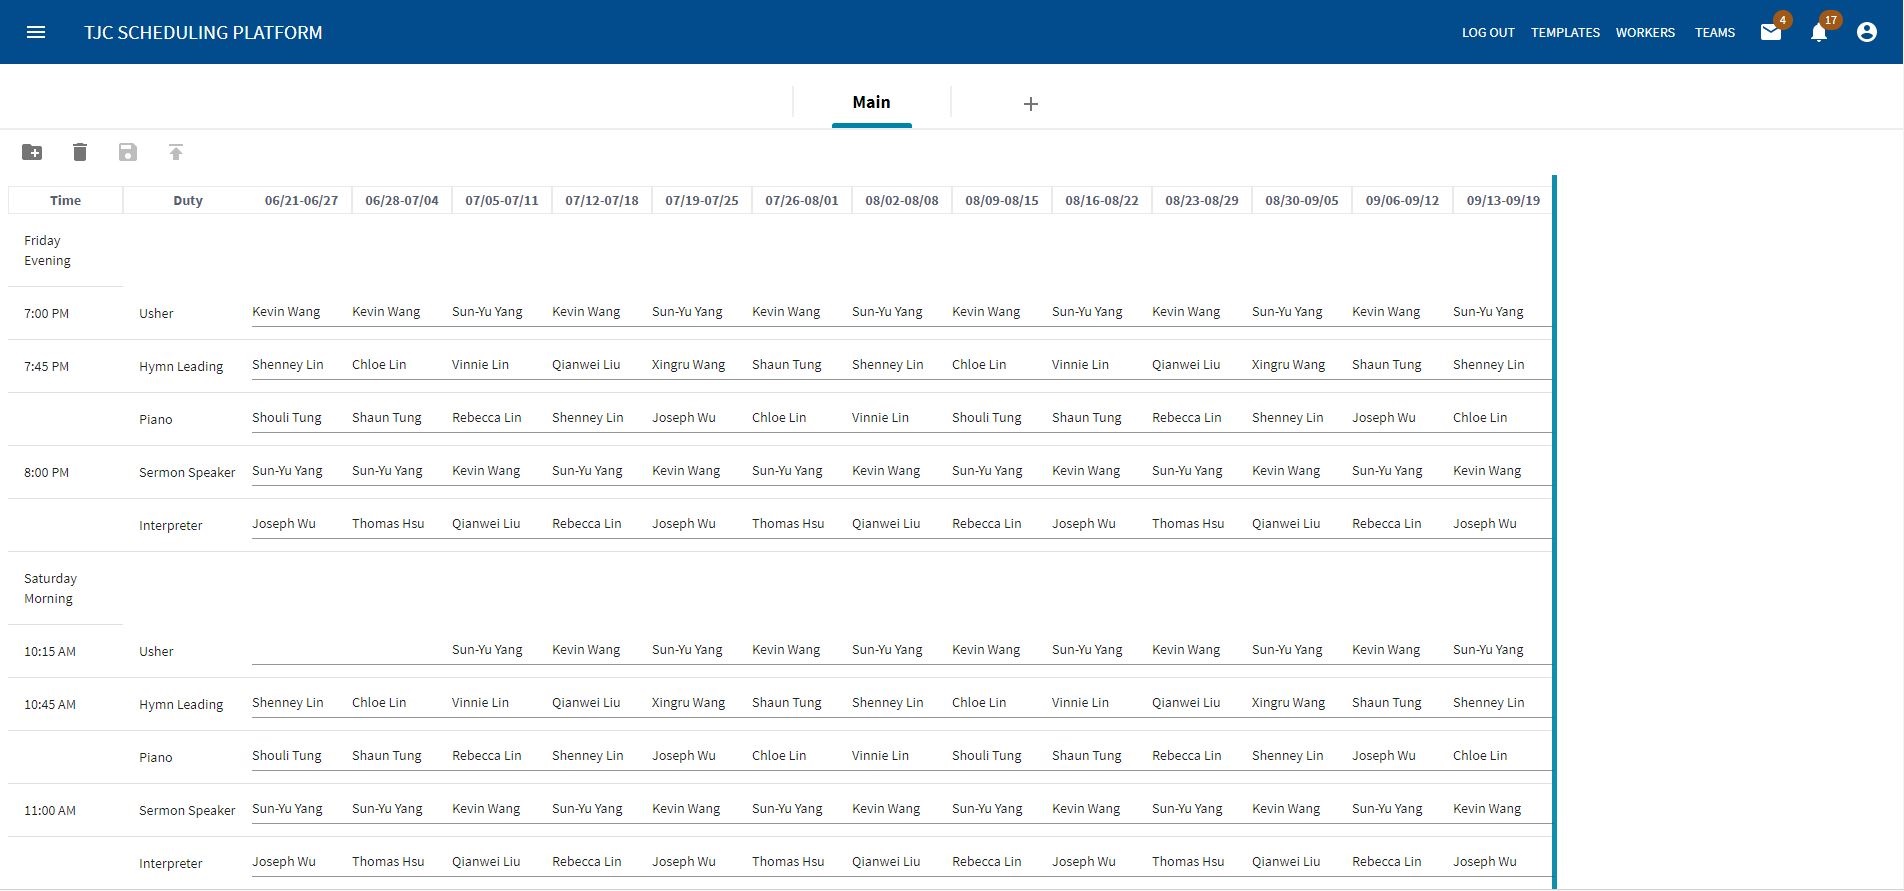 TJC SCHEDULING PLATFORM LOG OUT TEMPLATES WORKERS TEAMS 4 17
Main +
Time Duty 06/21-06/27 06/28-07/04 07/05-07/11 07/12-07/18 07/19-07/25 07/26-08/01 08/02-08/08 08/09-08/15 08/16-08/22 08/23-08/29 08/30-09/05 09/06-09/12 09/13-09/19
Friday
Evening
7:00 PM Usher Kevin Wang Kevin Wang Sun-Yu Yang Kevin Wang Sun-Yu Yang Kevin Wang Sun-Yu Yang Kevin Wang Sun-Yu Yang Kevin Wang Sun-Yu Yang Kevin Wang Sun-Yu Yang
7:45 PM Hymn Leading Shenney Lin Chloe Lin Vinnie Lin Qianwei Liu Xingru Wang Shaun Tung Shenney Lin Chloe Lin Vinnie Lin Qianwei Liu Xingru Wang Shaun Tung Shenney Lin
Piano Shouli Tung Shaun Tung Rebecca Lin Shenney Lin Joseph Wu Chloe Lin Vinnie Lin Shouli Tung Shaun Tung Rebecca Lin Shenney Lin Joseph Wu Chloe Lin
8:00 PM Sermon Speaker Sun-Yu Yang Sun-Yu Yang Kevin Wang Sun-Yu Yang Kevin Wang Sun-Yu Yang Kevin Wang Sun-Yu Yang Kevin Wang Sun-Yu Yang Kevin Wang Sun-Yu Yang Kevin Wang
Interpreter Joseph Wu Thomas Hsu Qianwei Liu Rebecca Lin Joseph Wu Thomas Hsu Qianwei Liu Rebecca Lin Joseph Wu Thomas Hsu Qianwei Liu Rebecca Lin Joseph Wu
Saturday
Morning
10:15 AM Usher Sun-Yu Yang Kevin Wang Sun-Yu Yang Kevin Wang Sun-Yu Yang Kevin Wang Sun-Yu Yang Kevin Wang Sun-Yu Yang Kevin Wang Sun-Yu Yang
10:45 AM Hymn Leading Shenney Lin Chloe Lin Vinnie Lin Qianwei Liu Xingru Wang Shaun Tung Shenney Lin Chloe Lin Vinnie Lin Qianwei Liu Xingru Wang Shaun Tung Shenney Lin
Piano Shouli Tung Shaun Tung Rebecca Lin Shenney Lin Joseph Wu Chloe Lin Vinnie Lin Shouli Tung Shaun Tung Rebecca Lin Shenney Lin Joseph Wu Chloe Lin
11:00 AM Sermon Speaker Sun-Yu Yang Sun-Yu Yang Kevin Wang Sun-Yu Yang Kevin Wang Sun-Yu Yang Kevin Wang Sun-Yu Yang Kevin Wang Sun-Yu Yang Kevin Wang Sun-Yu Yang Kevin Wang
Interpreter Joseph Wu Thomas Hsu Qianwei Liu Rebecca Lin Joseph Wu Thomas Hsu Qianwei Liu Rebecca Lin Joseph Wu Thomas Hsu Qianwei Liu Rebecca Lin Joseph Wu